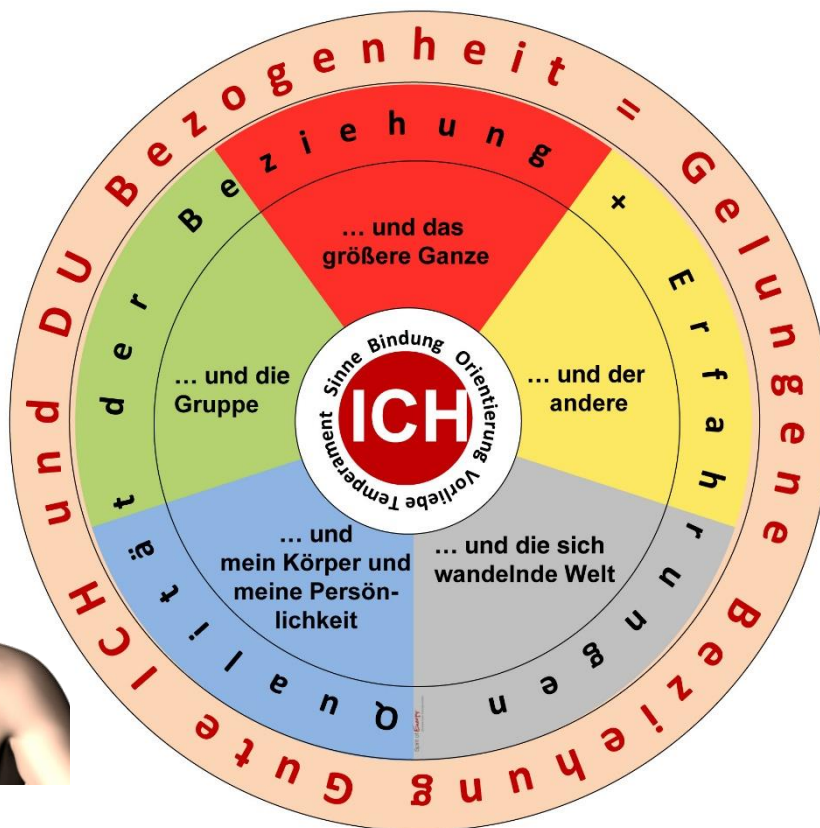 Gute ICH und DU Bezogenheit = Gelungene Beziehung
Qualität der Beziehung + Erfahrungen
… und das
größere Ganze
… und der
andere
… und die sich
wandelnde Welt
… und
mein Körper und
meine Persön-
lichkeit
… und die
Gruppe
Sinne Bindung Orientierung Vorliebe Temperament
ICH